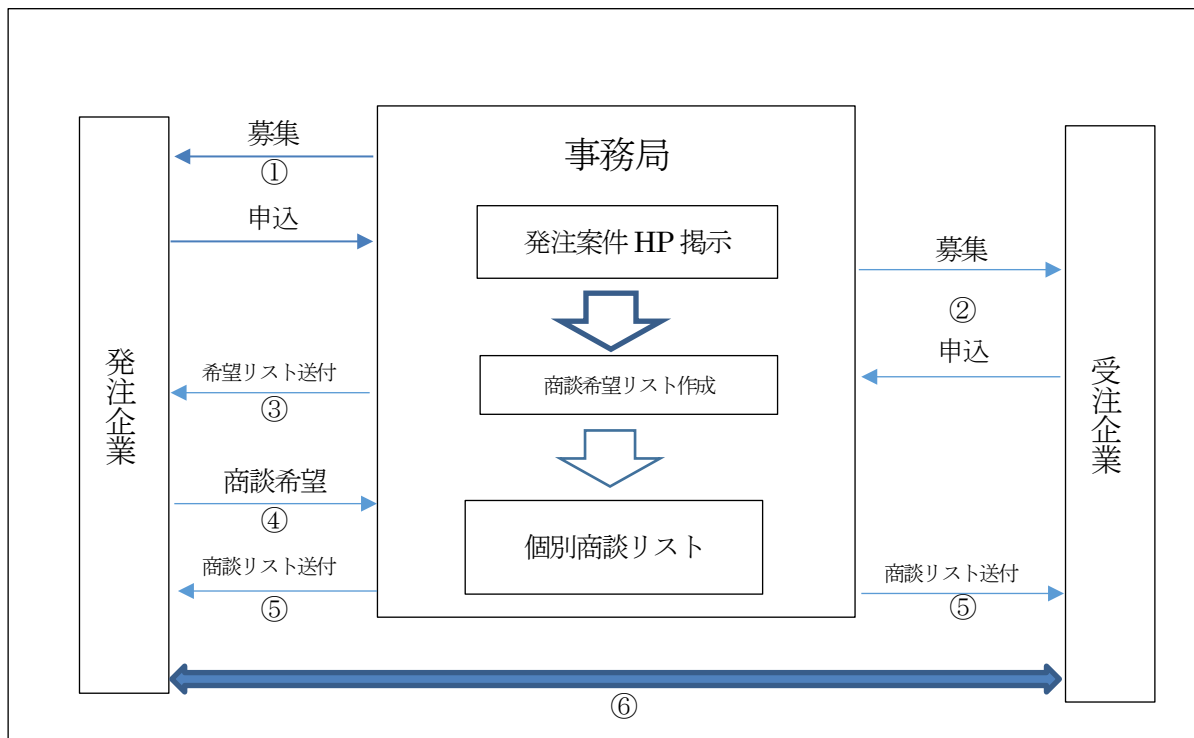 募集
①
申込
事務局
発注案件 HP 掲示
募集
②
申込
発注企業
希望リスト送付
③
商談希望リスト作成
受注企業
商談希望
④
個別商談リスト
商談リスト送付
⑤
商談リスト送付
⑤
⑥